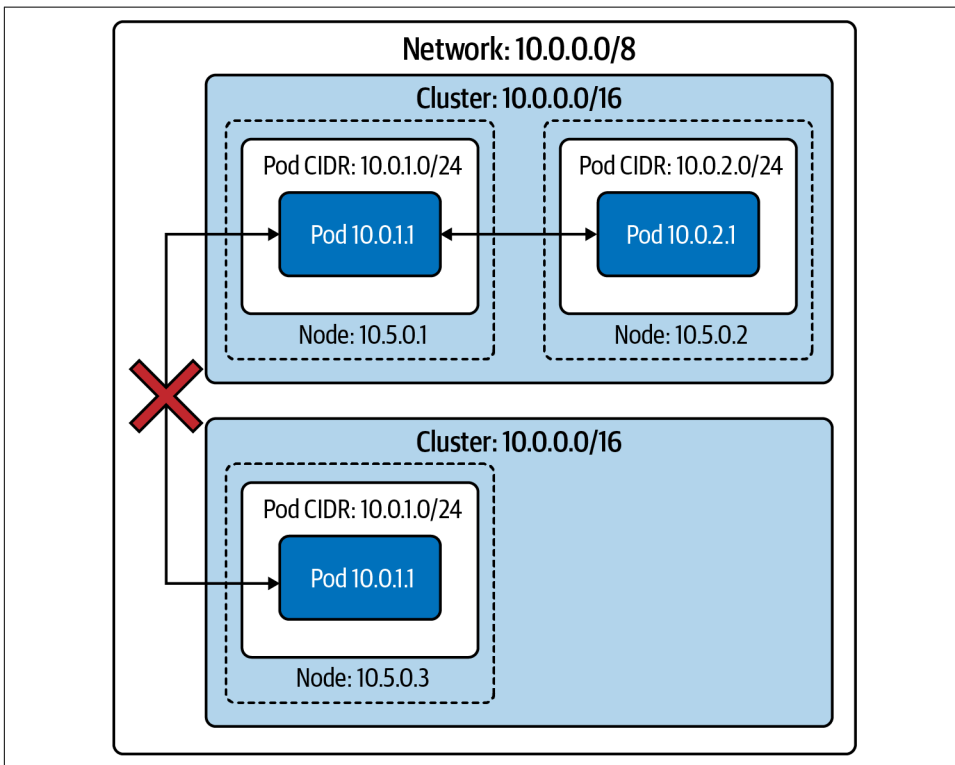 Network: 10.0.0.0/8
Cluster: 10.0.0.0/16
Pod CIDR: 10.0.1.0/24
Pod 10.0.1.1
Node: 10.5.0.1
Pod CIDR: 10.0.2.0/24
Pod 10.0.2.1
Node: 10.5.0.2
Cluster: 10.0.0.0/16
Pod CIDR: 10.0.1.0/24
Pod 10.0.1.1
Node: 10.5.0.3